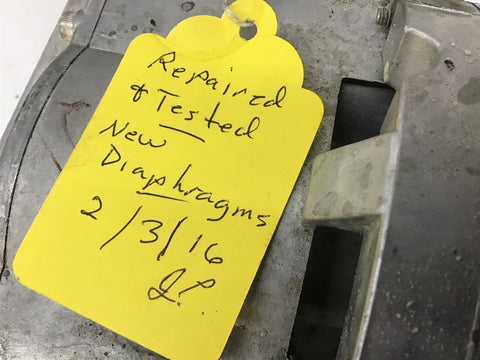 Repaired
& Tested
New
Diaphragms
2/3/16
J.P.